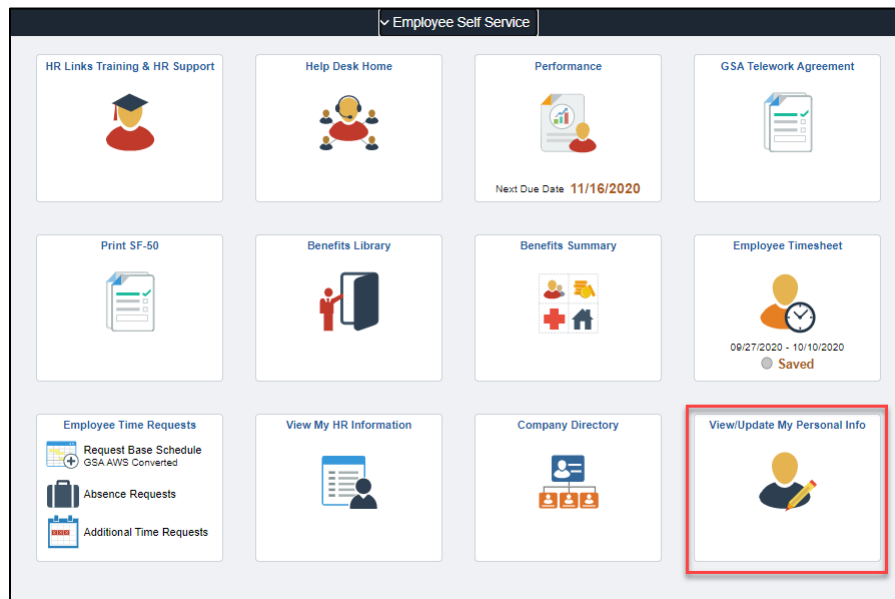 Employee Self Service
HR Links Training & HR Support
Help Desk Home
Performance
GSA Telework Agreement
Next Due Date 11/16/2020
Print SF-50
Benefits Library
Benefits Summary
Employee Timesheet
09/27/2020 - 10/10/2020
Saved
Employee Time Requests
View My HR Information
Company Directory
View/Update My Personal Info
Request Base Schedule
GSA AWS Converted
Absence Requests
Additional Time Requests